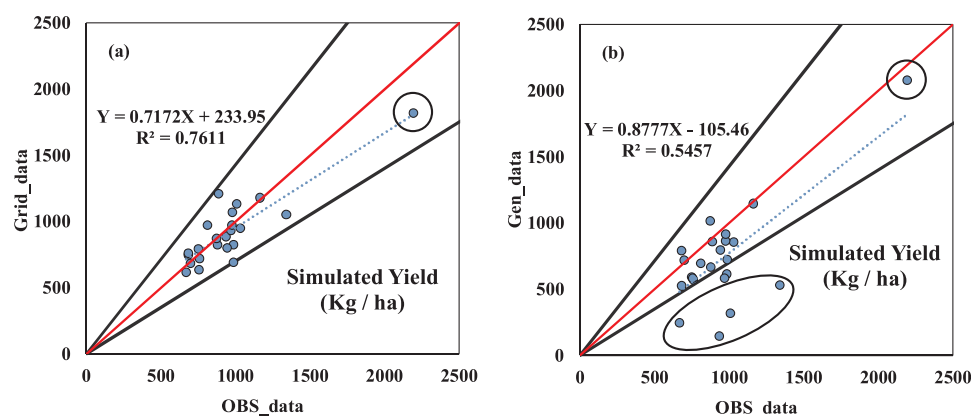 2500
2000
1500
1000
500
0
Grid_data
(a)
Y = 0.7172X + 233.95
R² = 0.7611
Simulated Yield
(Kg / ha)
0 500 1000 1500 2000 2500
OBS_data
2500
2000
1500
1000
500
0
Gen_data
(b)
Y = 0.8777X - 105.46
R² = 0.5457
Simulated Yield
(Kg / ha)
0 500 1000 1500 2000 2500
OBS_data